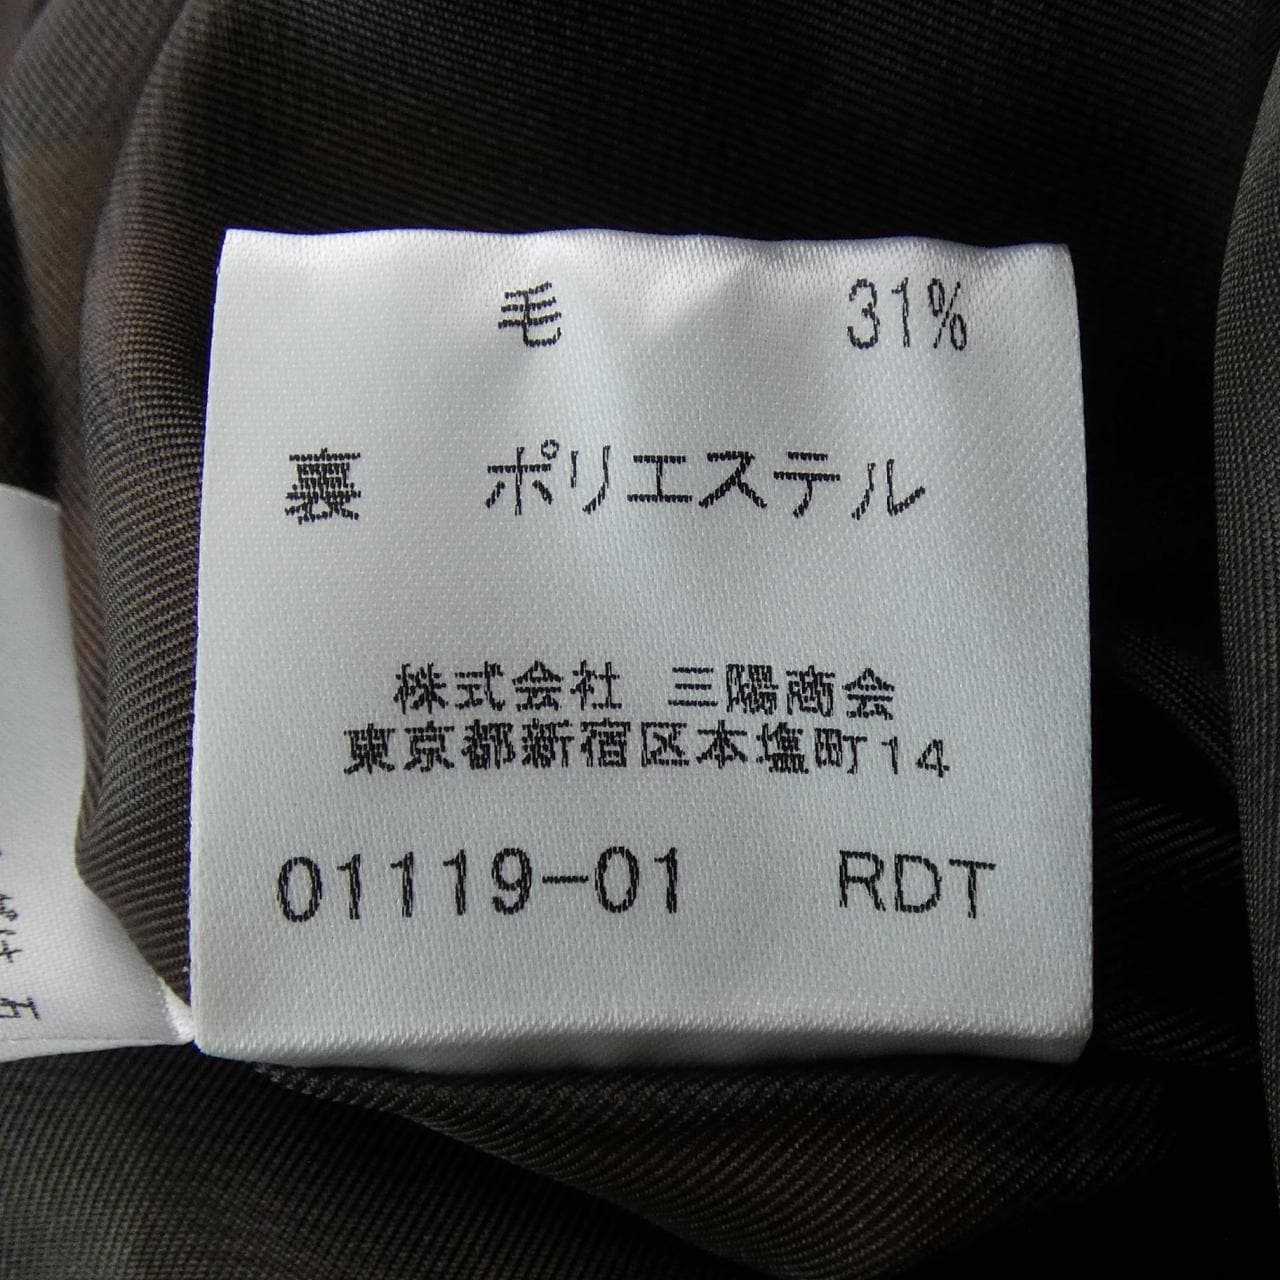 毛 31%
裏 ポリエステル
株式会社 三陽商会
東京都新宿区本塩町14
01119-01 RDT